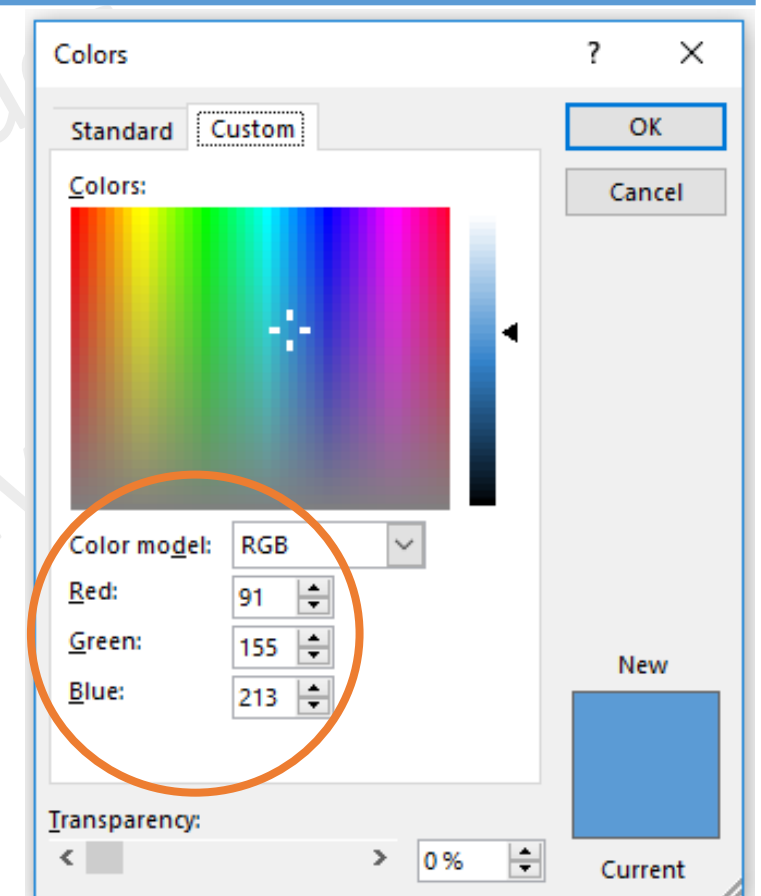 Colors ? X
Standard Custom OK
Colors: Cancel
Color model: RGB
Red: 91
Green: 155
Blue: 213
New
Transparency:
< > 0 %
Current